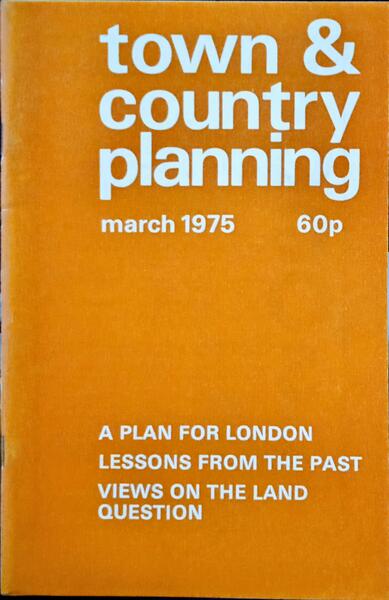 town &
country
planning
march 1975 60p
A PLAN FOR LONDON
LESSONS FROM THE PAST
VIEWS ON THE LAND
QUESTION